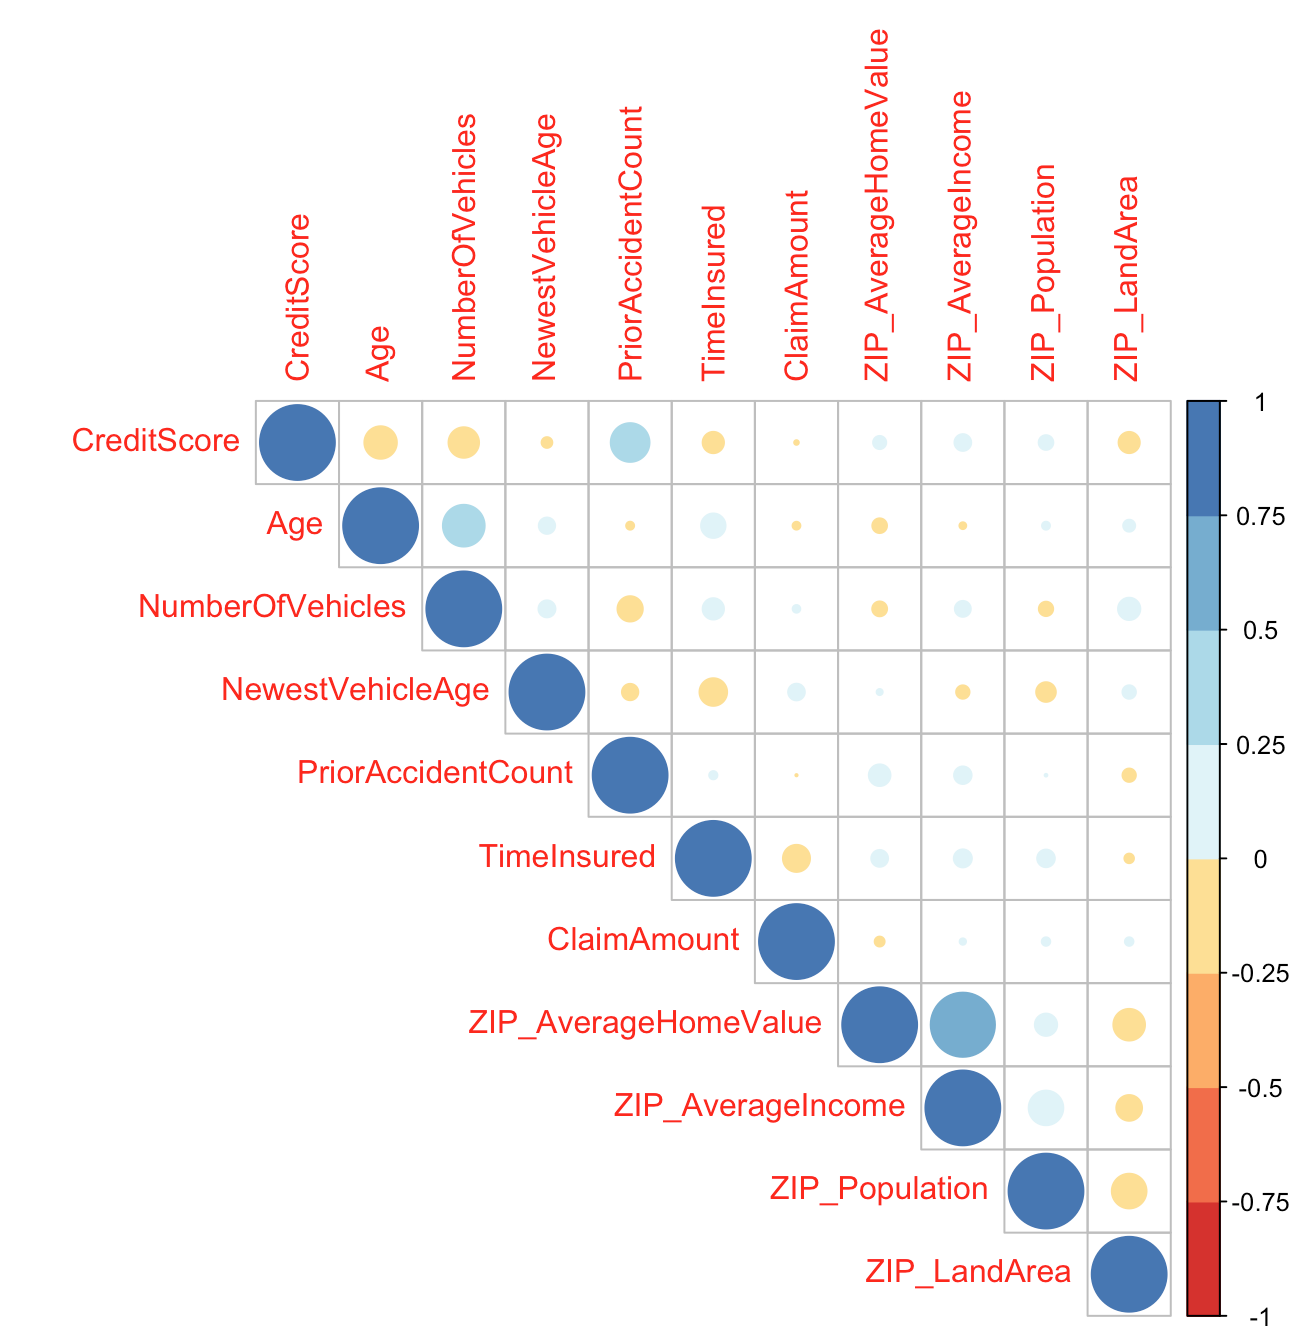 CreditScore
Age
NumberOfVehicles
NewestVehicleAge
PriorAccidentCount
TimeInsured
ClaimAmount
ZIP_AverageHomeValue
ZIP_AverageIncome
ZIP_Population
ZIP_LandArea
CreditScore
Age
NumberOfVehicles
NewestVehicleAge
PriorAccidentCount
TimeInsured
ClaimAmount
ZIP_AverageHomeValue
ZIP_AverageIncome
ZIP_Population
ZIP_LandArea
1
0.75
0.5
0.25
0
-0.25
-0.5
-0.75
-1